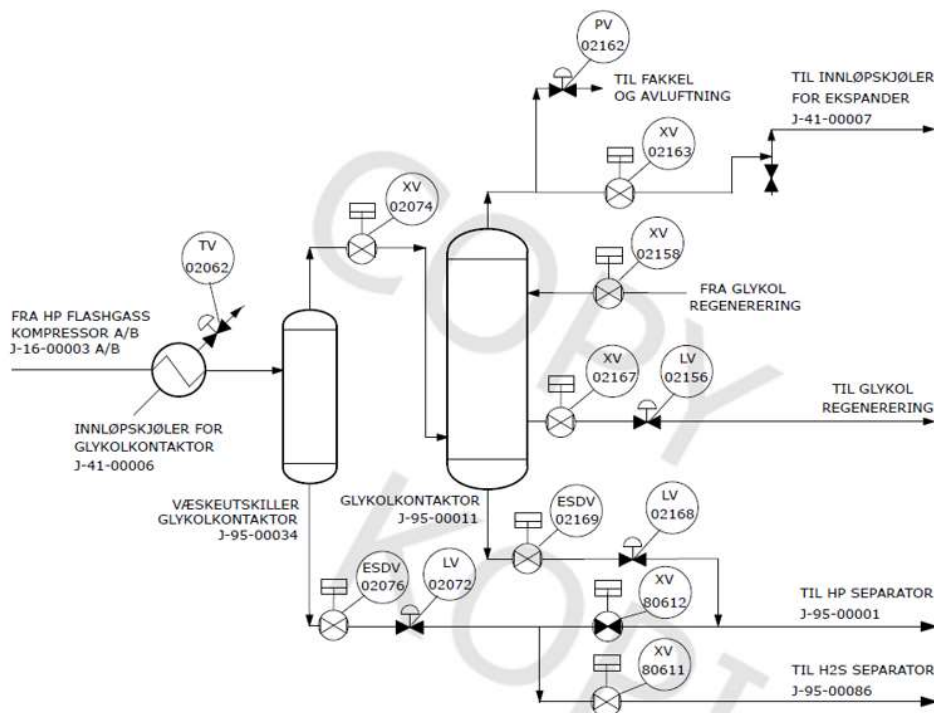 PV
02162
TIL FAKKEL
OG AVLUFTNING
TIL INNLØPSKJØLER
FOR EKSPANDER
J-41-00007
XV
02163
XV
02074
TV
02062
XV
02158
FRA GLYKOL
REGENERERING
FRA HP FLASHGASS
KOMPRESSOR A/B
J-16-00003 A/B
XV
02167
LV
02156
TIL GLYKOL
REGENERERING
INNLØPSKJØLER FOR
GLYKOLKONTAKTOR
J-41-00006
VÆSKEUTSKILLER
GLYKOLKONTAKTOR
J-95-00034
GLYKOLKONTAKTOR
J-95-00011
ESDV
02169
LV
02168
ESDV
02076
LV
02072
XV
80612
TIL HP SEPARATOR
J-95-00001
XV
80611
TIL H2S SEPARATOR
J-95-00086
COPY
KOPI